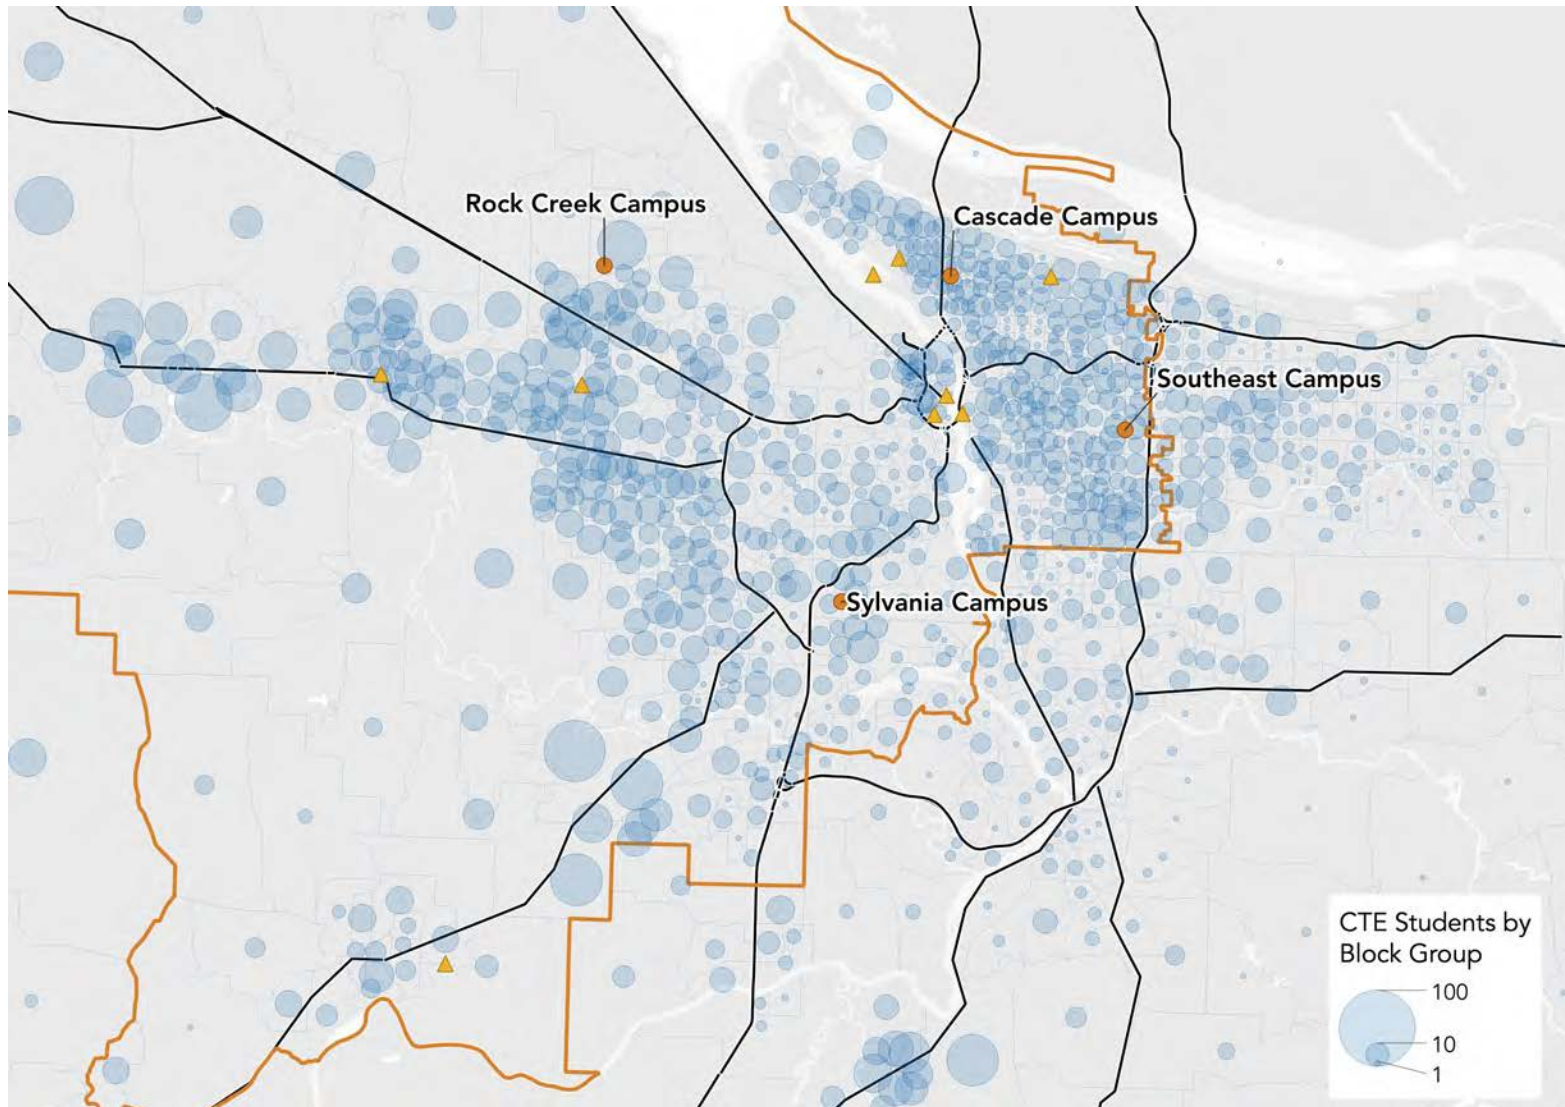 Rock Creek Campus
Cascade Campus
Southeast Campus
Sylvania Campus
CTE Students by
Block Group
100
10
1